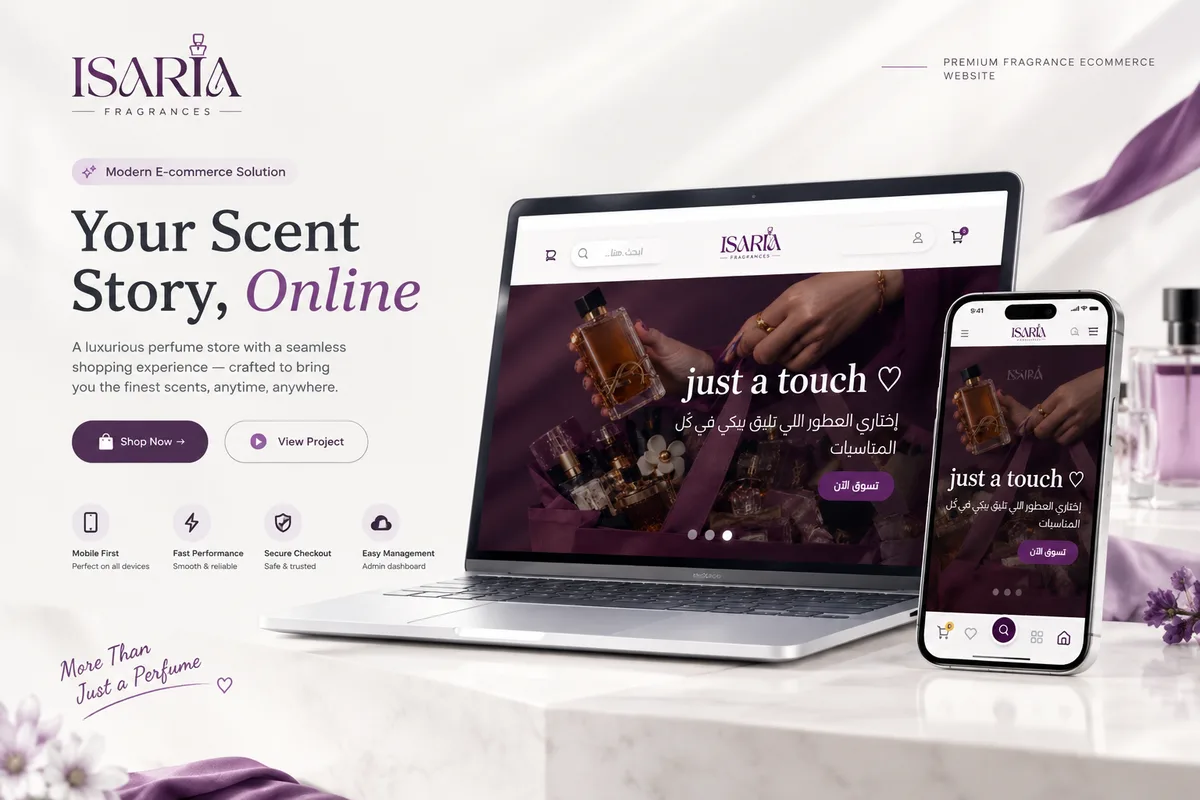 ISARIA
FRAGRANCES
PREMIUM FRAGRANCE ECOMMERCE
WEBSITE
Modern E-commerce Solution
Your Scent
Story, Online
A luxurious perfume store with a seamless
shopping experience — crafted to bring
you the finest scents, anytime, anywhere.
Shop Now →
View Project
Mobile First
Perfect on all devices
Fast Performance
Smooth & reliable
Secure Checkout
Safe & trusted
Easy Management
Admin dashboard
More Than
Just a Perfume
ISARIA
FRAGRANCES
just a touch ♡
إختاري العطور اللي تليق بيكي في كل
المتاسبات
تسوق الآن
9:41
ISARIA
just a touch ♡
إختاري العطور اللي تليق بيكي في كل
المتاسبات
تسوق الآن